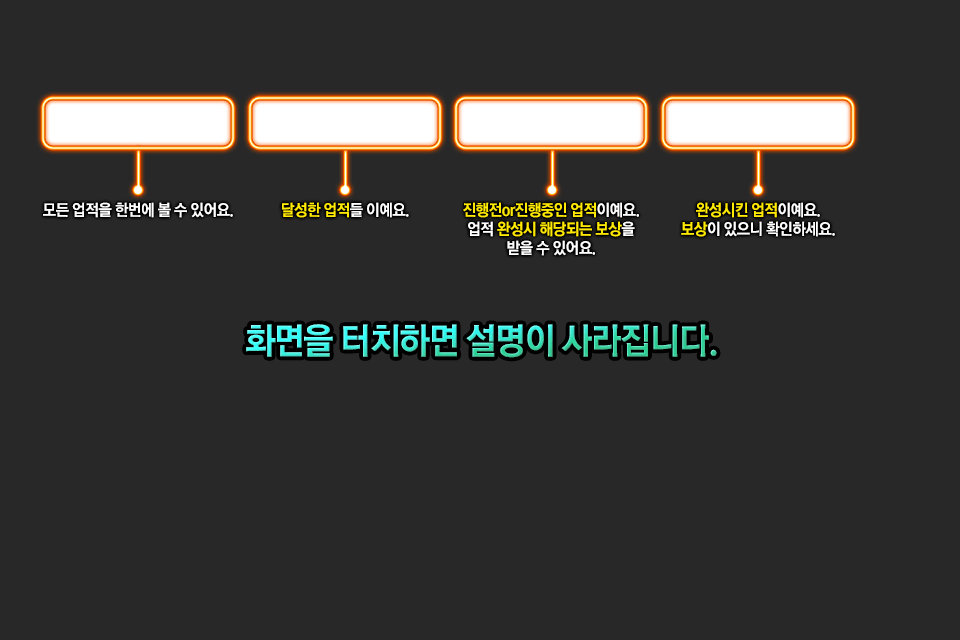 모든 업적을 한번에 볼 수 있어요.
달성한 업적들 이예요.
진행전or진행중인 업적이예요.
업적 완성시 해당되는 보상을
받을 수 있어요.
완성시킨 업적이예요.
보상이 있으니 확인하세요.
화면을 터치하면 설명이 사라집니다.